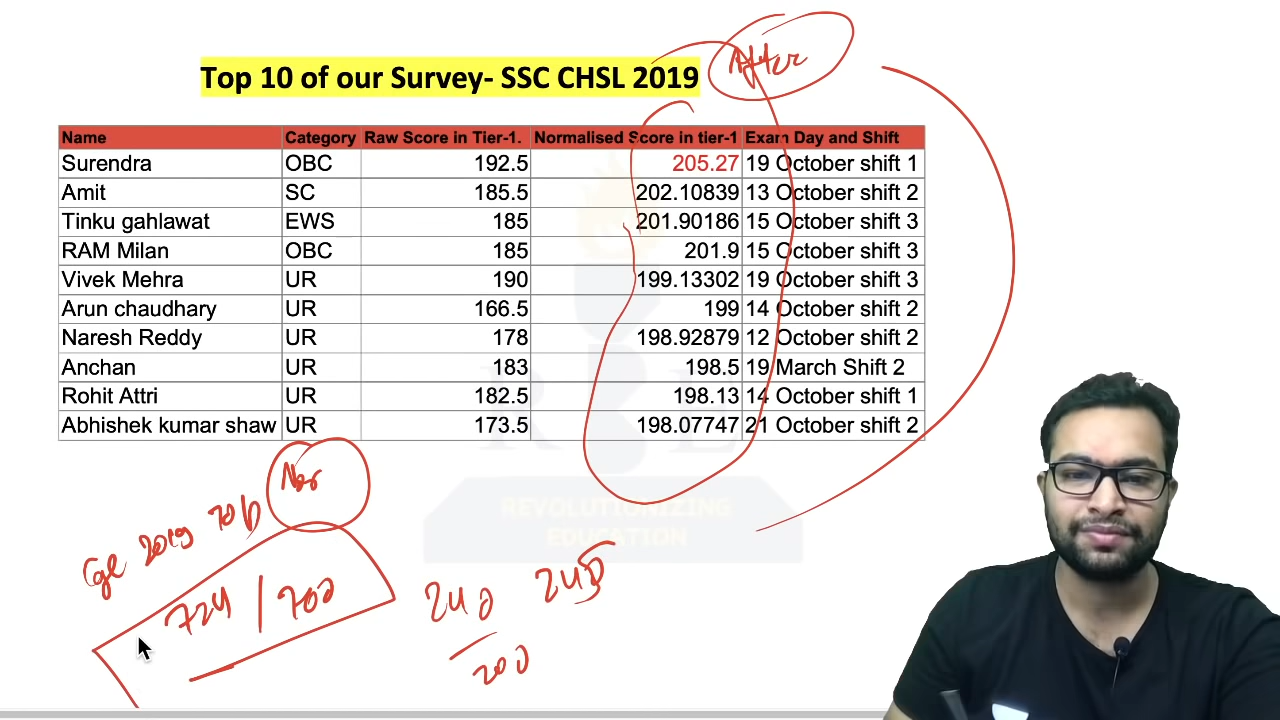 Top 10 of our Survey- SSC CHSL 2019
After
Name Category Raw Score in Tier-1. Normalised Score in tier-1 Exam Day and Shift
Surendra OBC 192.5 205.27 19 October shift 1
Amit SC 185.5 202.10839 13 October shift 2
Tinku gahlawat EWS 185 201.90186 15 October shift 3
RAM Milan OBC 185 201.9 15 October shift 3
Vivek Mehra UR 190 199.13302 19 October shift 3
Arun chaudhary UR 166.5 199 14 October shift 2
Naresh Reddy UR 178 198.92879 12 October shift 2
Anchan UR 183 198.5 19 March Shift 2
Rohit Attri UR 182.5 198.13 14 October shift 1
Abhishek kumar shaw UR 173.5 198.07747 21 October shift 2
R E
REVOLUTIONIZING
EDUCATION
Nor
Cgl 2019
724 / 700
240
200